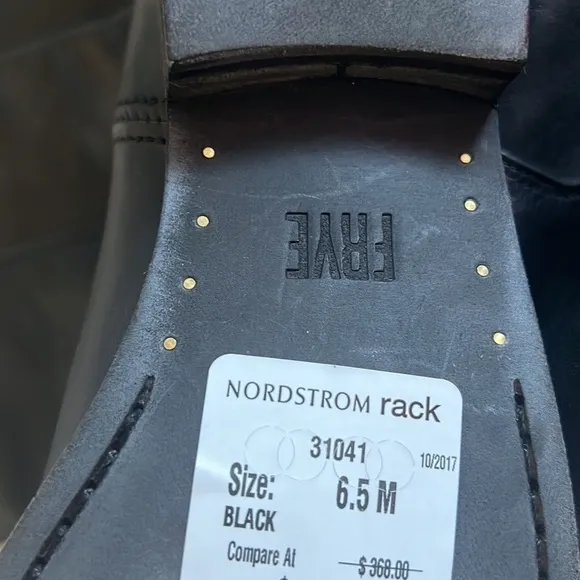 FRYE
NORDSTROM rack
31041
10/2017
Size: 6.5 M
BLACK
Compare At $368.00